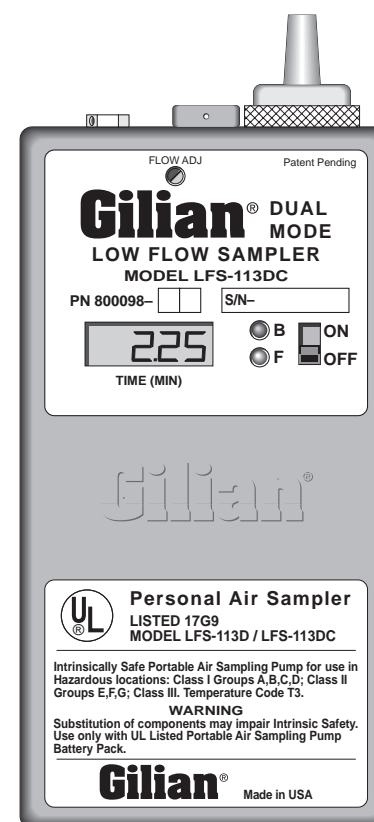 FLOW ADJ
Patent Pending
Gilian® DUAL
MODE
LOW FLOW SAMPLER
MODEL LFS-113DC
PN 800098–
S/N–
2.25
B
ON
F
OFF
TIME (MIN)
Gilian®
UL®
Personal Air Sampler
LISTED 17G9
MODEL LFS-113D / LFS-113DC
Intrinsically Safe Portable Air Sampling Pump for use in
Hazardous locations: Class I Groups A,B,C,D; Class II
Groups E,F,G; Class III. Temperature Code T3.
WARNING
Substitution of components may impair Intrinsic Safety.
Use only with UL Listed Portable Air Sampling Pump
Battery Pack.
Gilian®
Made in USA